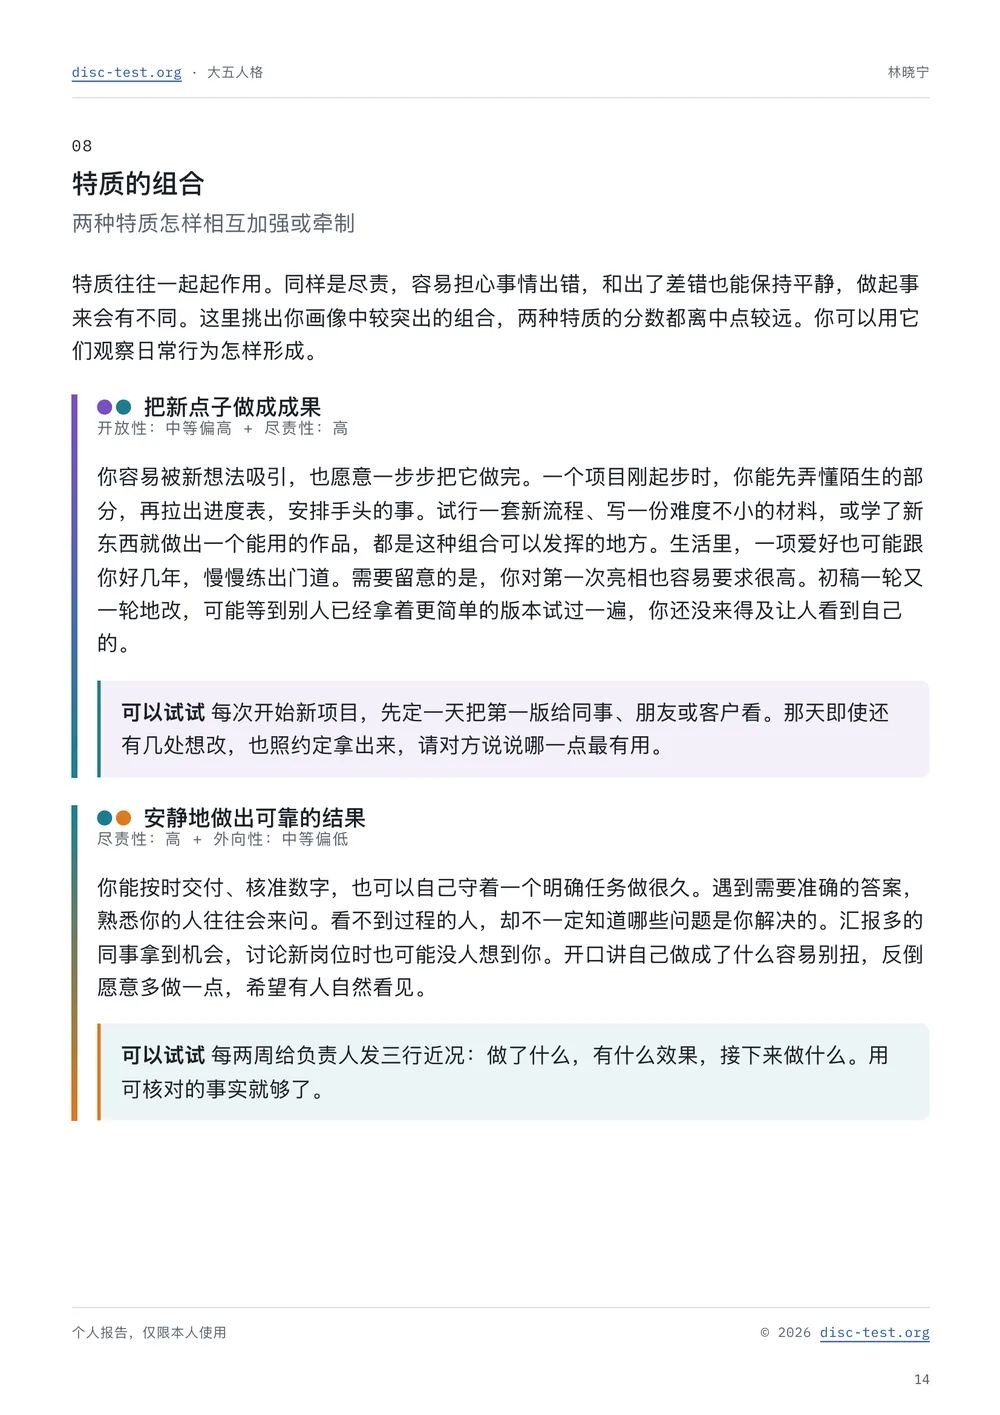 disc-test.org · 大五人格
林晓宁
08
特质的组合
两种特质怎样相互加强或牵制
特质往往一起起作用。同样是尽责，容易担心事情出错，和出了差错也能保持平静，做起事
来会有不同。这里挑出你画像中较突出的组合，两种特质的分数都离中点较远。你可以用它
们观察日常行为怎样形成。
把新点子做成成果
开放性：中等偏高 + 尽责性：高
你容易被新想法吸引，也愿意一步步把它做完。一个项目刚起步时，你能先弄懂陌生的部
分，再拉出进度表，安排手头的事。试行一套新流程、写一份难度不小的材料，或学了新
东西就做出一个能用的作品，都是这种组合可以发挥的地方。生活里，一项爱好也可能跟
你好几年，慢慢练出门道。需要留意的是，你对第一次亮相也容易要求很高。初稿一轮又
一轮地改，可能等到别人已经拿着更简单的版本试过一遍，你还没来得及让人看到自己
的。
可以试试 每次开始新项目，先定一天把第一版给同事、朋友或客户看。那天即使还
有几处想改，也照约定拿出来，请对方说说哪一点最有用。
安静地做出可靠的结果
尽责性：高 + 外向性：中等偏低
你能按时交付、核准数字，也可以自己守着一个明确任务做很久。遇到需要准确的答案，
熟悉你的人往往会来问。看不到过程的人，却不一定知道哪些问题是你解决的。汇报多的
同事拿到机会，讨论新岗位时也可能没人想到你。开口讲自己做成了什么容易别扭，反倒
愿意多做一点，希望有人自然看见。
可以试试 每两周给负责人发三行近况：做了什么，有什么效果，接下来做什么。用
可核对的事实就够了。
个人报告，仅限本人使用
© 2026 disc-test.org
14